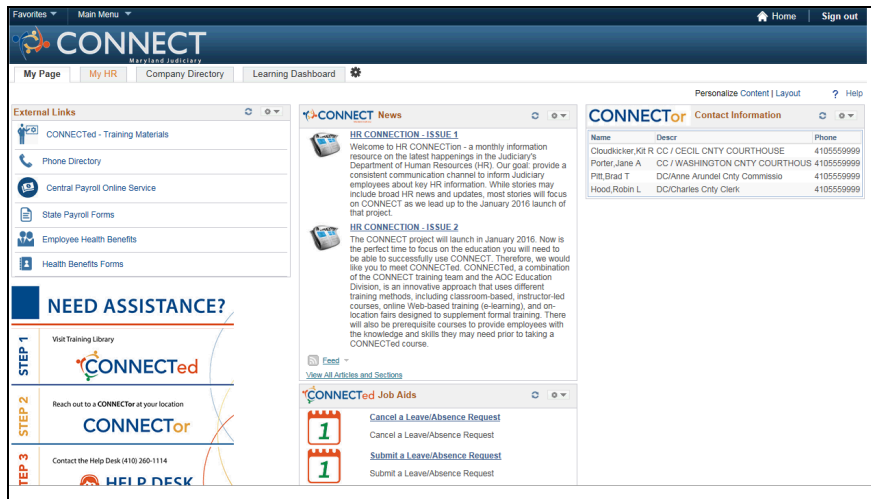 Favorites Main Menu Home Sign out
CONNECT
Maryland Judiciary
My Page My HR Company Directory Learning Dashboard
Personalize Content | Layout ? Help
External Links
CONNECTed - Training Materials
Phone Directory
Central Payroll Online Service
State Payroll Forms
Employee Health Benefits
Health Benefits Forms
NEED ASSISTANCE?
STEP 1
Visit Training Library
CONNECTed
STEP 2
Reach out to a CONNECTor at your location
CONNECTor
STEP 3
Contact the Help Desk (410) 260-1114
HELP DESK
CONNECT News
HR CONNECTION - ISSUE 1
Welcome to HR CONNECTion - a monthly information
resource on the latest happenings in the Judiciary's
Department of Human Resources (HR). Our goal: provide a
consistent communication channel to inform Judiciary
employees about key HR information. While stories may
include broad HR news and updates, most stories will focus
on CONNECT as we lead up to the January 2016 launch of
that project.
HR CONNECTION - ISSUE 2
The CONNECT project will launch in January 2016. Now is
the perfect time to focus on the education you will need to
be able to successfully use CONNECT. Therefore, we would
like you to meet CONNECTed. CONNECTed, a combination
of the CONNECT training team and the AOC Education
Division, is an innovative approach that uses different
training methods, including classroom-based, instructor-led
courses, online Web-based training (e-learning), and on-
location fairs designed to supplement formal training. There
will also be prerequisite courses to provide employees with
the knowledge and skills they may need prior to taking a
CONNECTed course.
Feed
View All Articles and Sections
CONNECTed Job Aids
1
Cancel a Leave/Absence Request
Cancel a Leave/Absence Request
1
Submit a Leave/Absence Request
Submit a Leave/Absence Request
CONNECTor Contact Information
Name Descr Phone
Cloudkicker,Kit R CC / CECIL CNTY COURTHOUSE 4105559999
Porter,Jane A CC / WASHINGTON CNTY COURTHOUS 4105559999
Pitt,Brad T DC/Anne Arundel Cnty Commissio 4105559999
Hood,Robin L DC/Charles Cnty Clerk 4105559999